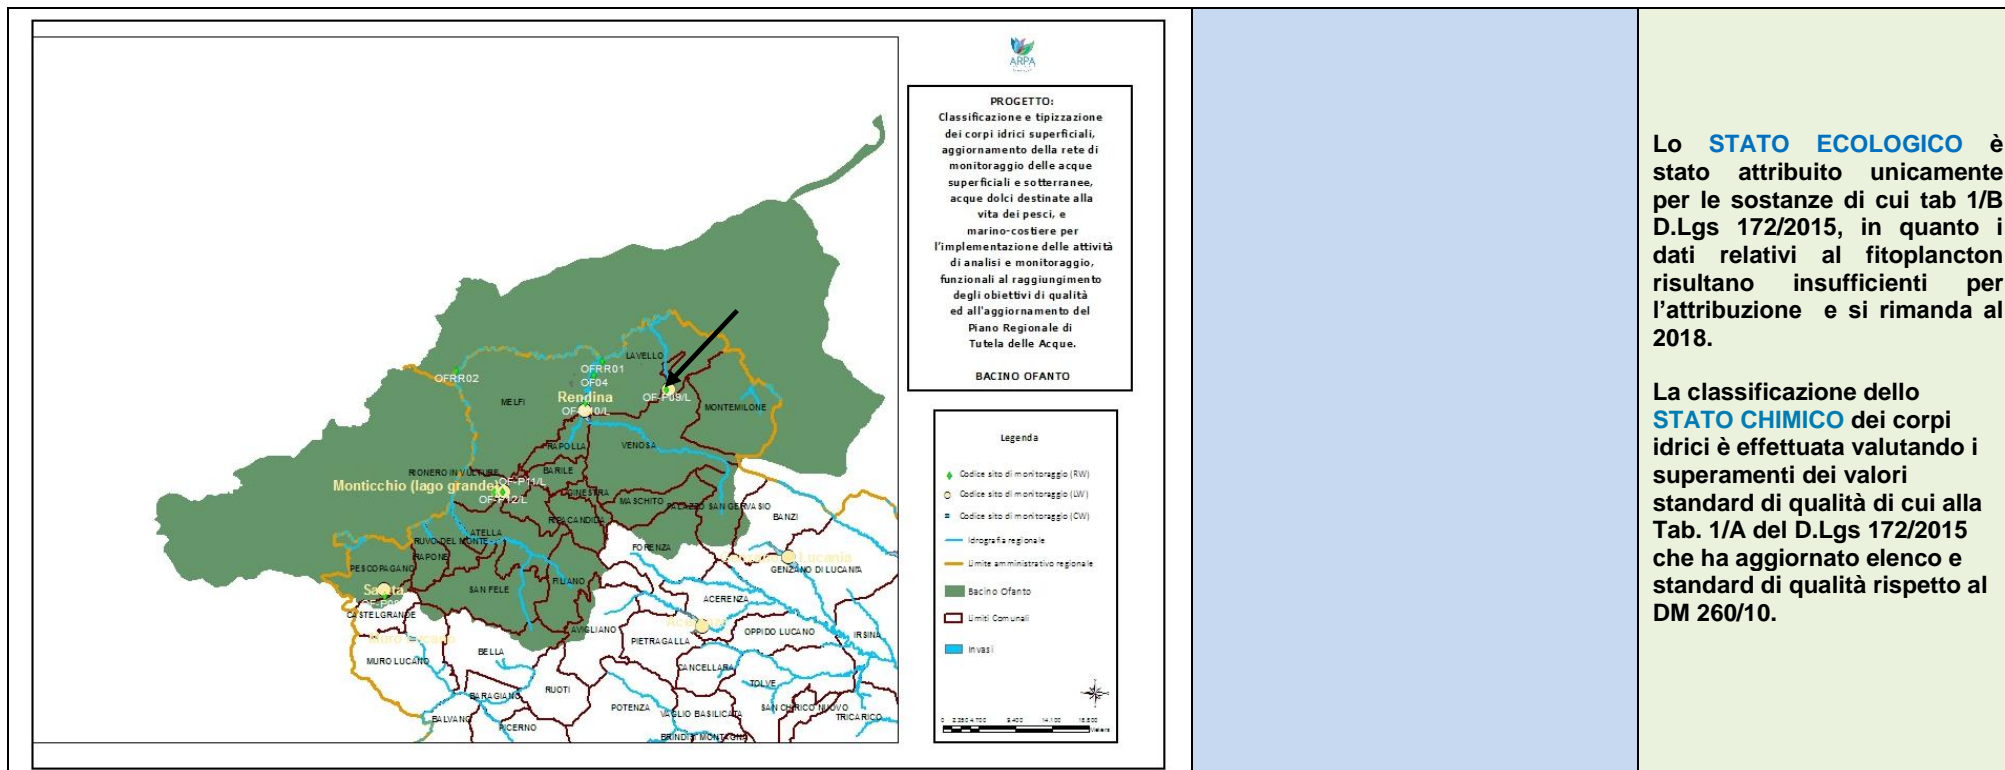 ARPA
PROGETTO:
Classificazione e tipizzazione
dei corpi idrici superficiali,
aggiornamento della rete di
monitoraggio delle acque
superficiali e sotterranee,
acque dolci destinate alla
vita dei pesci, e
marino-costiere per
l'implementazione delle attività
di analisi e monitoraggio,
funzionali al raggiungimento
degli obiettivi di qualità
ed all'aggiornamento del
Piano Regionale di
Tutela delle Acque.
BACINO OFANTO
Legenda
Codice sito di monitoraggio (RW)
Codice sito di monitoraggio (LW)
Codice sito di monitoraggio (CW)
Idrografia regionale
Limite amministrativo regionale
Bacino Ofanto
Limiti Comunali
Invasi
LAVELLO
OFRR02
OFRR01
OF04
MELFI
Rendina
OF-P09/L
MONTEMILONE
RAPOLLA
VENOSA
RIONERO IN VULTURE
BARILE
Monticchio (lago grande)
OF-P11/L
OF-P12/L
GINESTRA
MASCHITO
PALAZZO SAN GERVASIO
BANZI
RIPACANDIDA
ATELLA
RUVO DEL MONTE
FORENZA
RAPONE
PESCOPAGANO
GENZANO DI LUCANIA
FILIANO
SAN FELE
CASTELGRANDE
ACERENZA
AVIGLIANO
OPPIDO LUCANO
IRSINA
PIETRAGALLA
BELLA
MURO LUCANO
CANCELLARA
TOLVE
RUOTI
BARAGIANO
POTENZA
VAGLIO BASILICATA
SAN CHIRICO NUOVO
TRICARICO
BALVANO
PICERNO
Lo STATO ECOLOGICO è
stato attribuito unicamente
per le sostanze di cui tab 1/B
D.Lgs 172/2015, in quanto i
dati relativi al fitoplancton
risultano insufficienti per
l'attribuzione e si rimanda al
2018.
La classificazione dello
STATO CHIMICO dei corpi
idrici è effettuata valutando i
superamenti dei valori
standard di qualità di cui alla
Tab. 1/A del D.Lgs 172/2015
che ha aggiornato elenco e
standard di qualità rispetto al
DM 260/10.